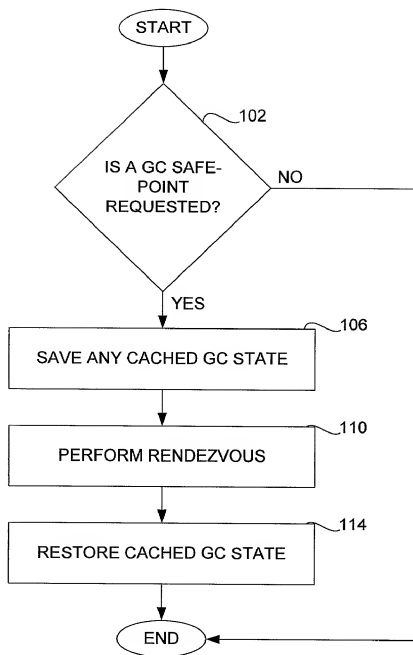 START
102
IS A GC SAFE-
POINT
REQUESTED?
NO
YES
106
SAVE ANY CACHED GC STATE
110
PERFORM RENDEZVOUS
114
RESTORE CACHED GC STATE
END